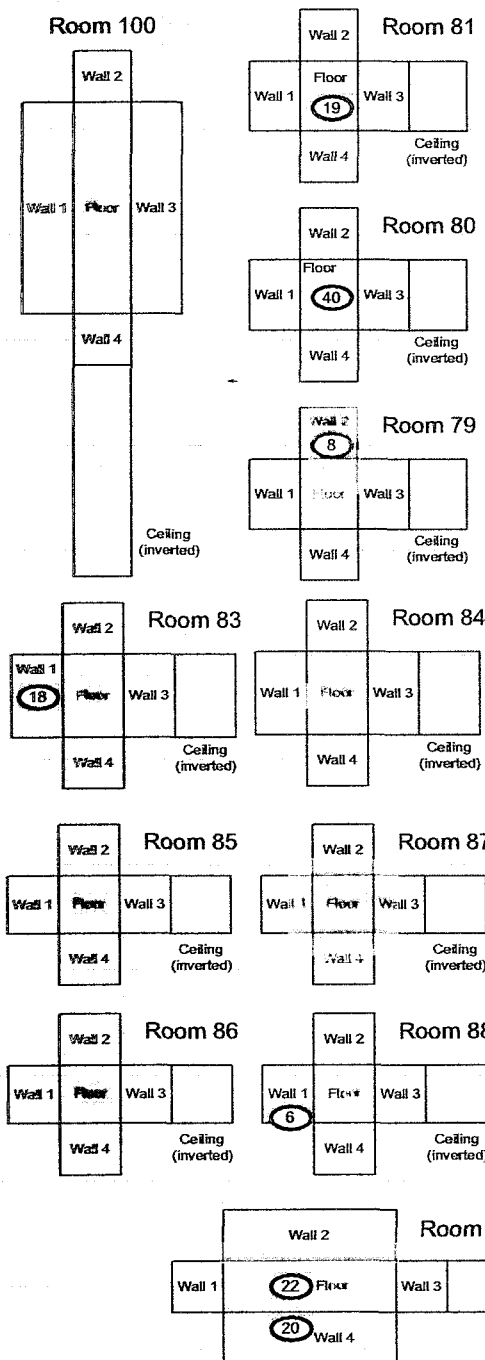 Room 100
Wall 2
Wall 1 Floor Wall 3
Wall 4
Ceiling
(inverted)
Room 81
Wall 2
Floor
Wall 1 19 Wall 3
Wall 4
Ceiling
(inverted)
Room 80
Wall 2
Floor
Wall 1 40 Wall 3
Wall 4
Ceiling
(inverted)
Room 79
Wall 2
8
Wall 1 Floor Wall 3
Wall 4
Ceiling
(inverted)
Room 83
Wall 2
Wall 1
18 Floor Wall 3
Wall 4
Ceiling
(inverted)
Room 84
Wall 2
Wall 1 Floor Wall 3
Wall 4
Ceiling
(inverted)
Room 85
Wall 2
Wall 1 Floor Wall 3
Wall 4
Ceiling
(inverted)
Room 87
Wall 2
Wall 1 Floor Wall 3
Wall 4
Ceiling
(inverted)
Room 86
Wall 2
Wall 1 Floor Wall 3
Wall 4
Ceiling
(inverted)
Room 88
Wall 2
Wall 1 Floor Wall 3
6
Wall 4
Ceiling
(inverted)
Room
Wall 2
Wall 1 22 Floor Wall 3
20 Wall 4